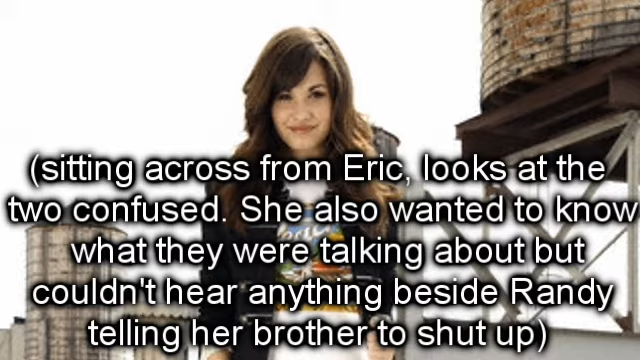 (sitting across from Eric, looks at the
two confused. She also wanted to know
what they were talking about but
couldn't hear anything beside Randy
telling her brother to shut up)